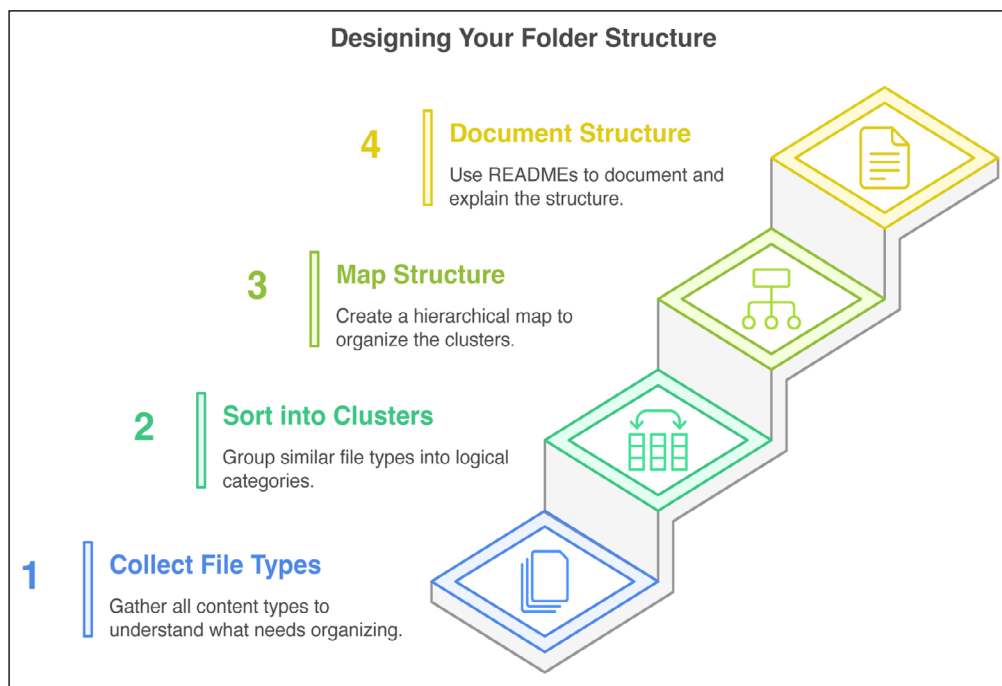 Designing Your Folder Structure
4
Document Structure
Use READMEs to document and
explain the structure.
3
Map Structure
Create a hierarchical map to
organize the clusters.
2
Sort into Clusters
Group similar file types into logical
categories.
1
Collect File Types
Gather all content types to
understand what needs organizing.